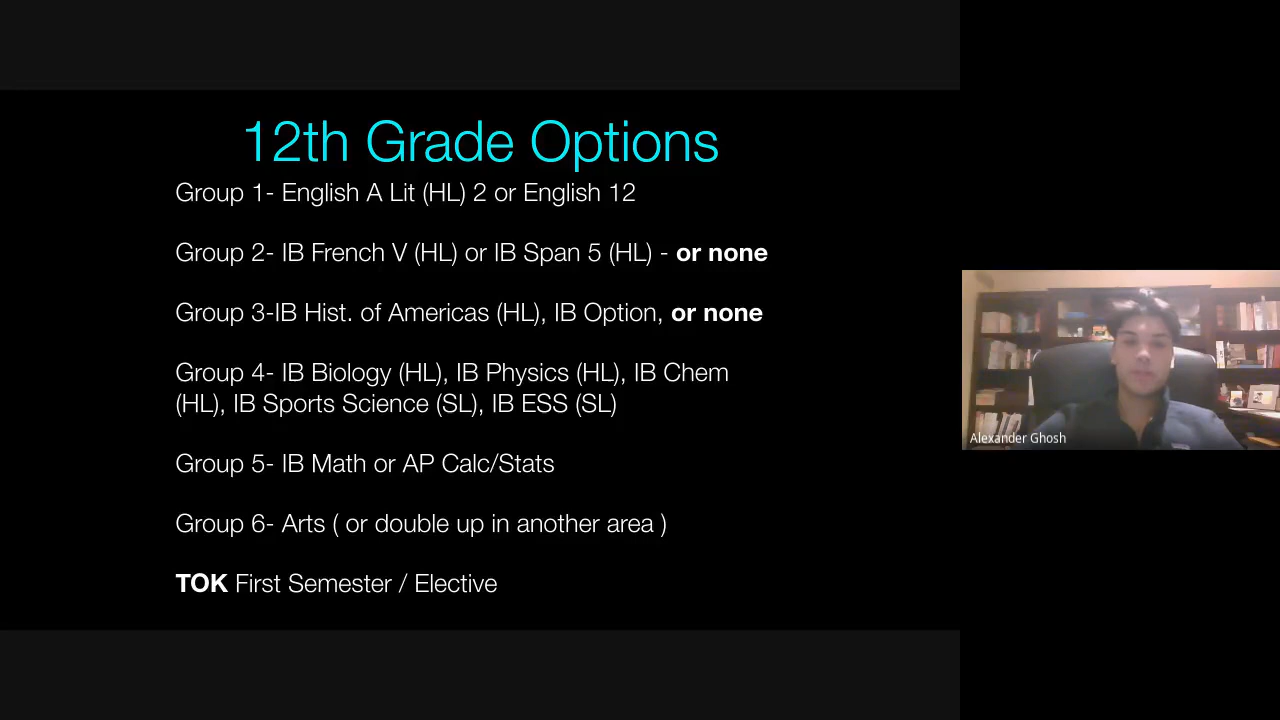 12th Grade Options
Group 1- English A Lit (HL) 2 or English 12
Group 2- IB French V (HL) or IB Span 5 (HL) - or none
Group 3-IB Hist. of Americas (HL), IB Option, or none
Group 4- IB Biology (HL), IB Physics (HL), IB Chem
(HL), IB Sports Science (SL), IB ESS (SL)
Group 5- IB Math or AP Calc/Stats
Group 6- Arts ( or double up in another area )
TOK First Semester / Elective
Alexander Ghosh